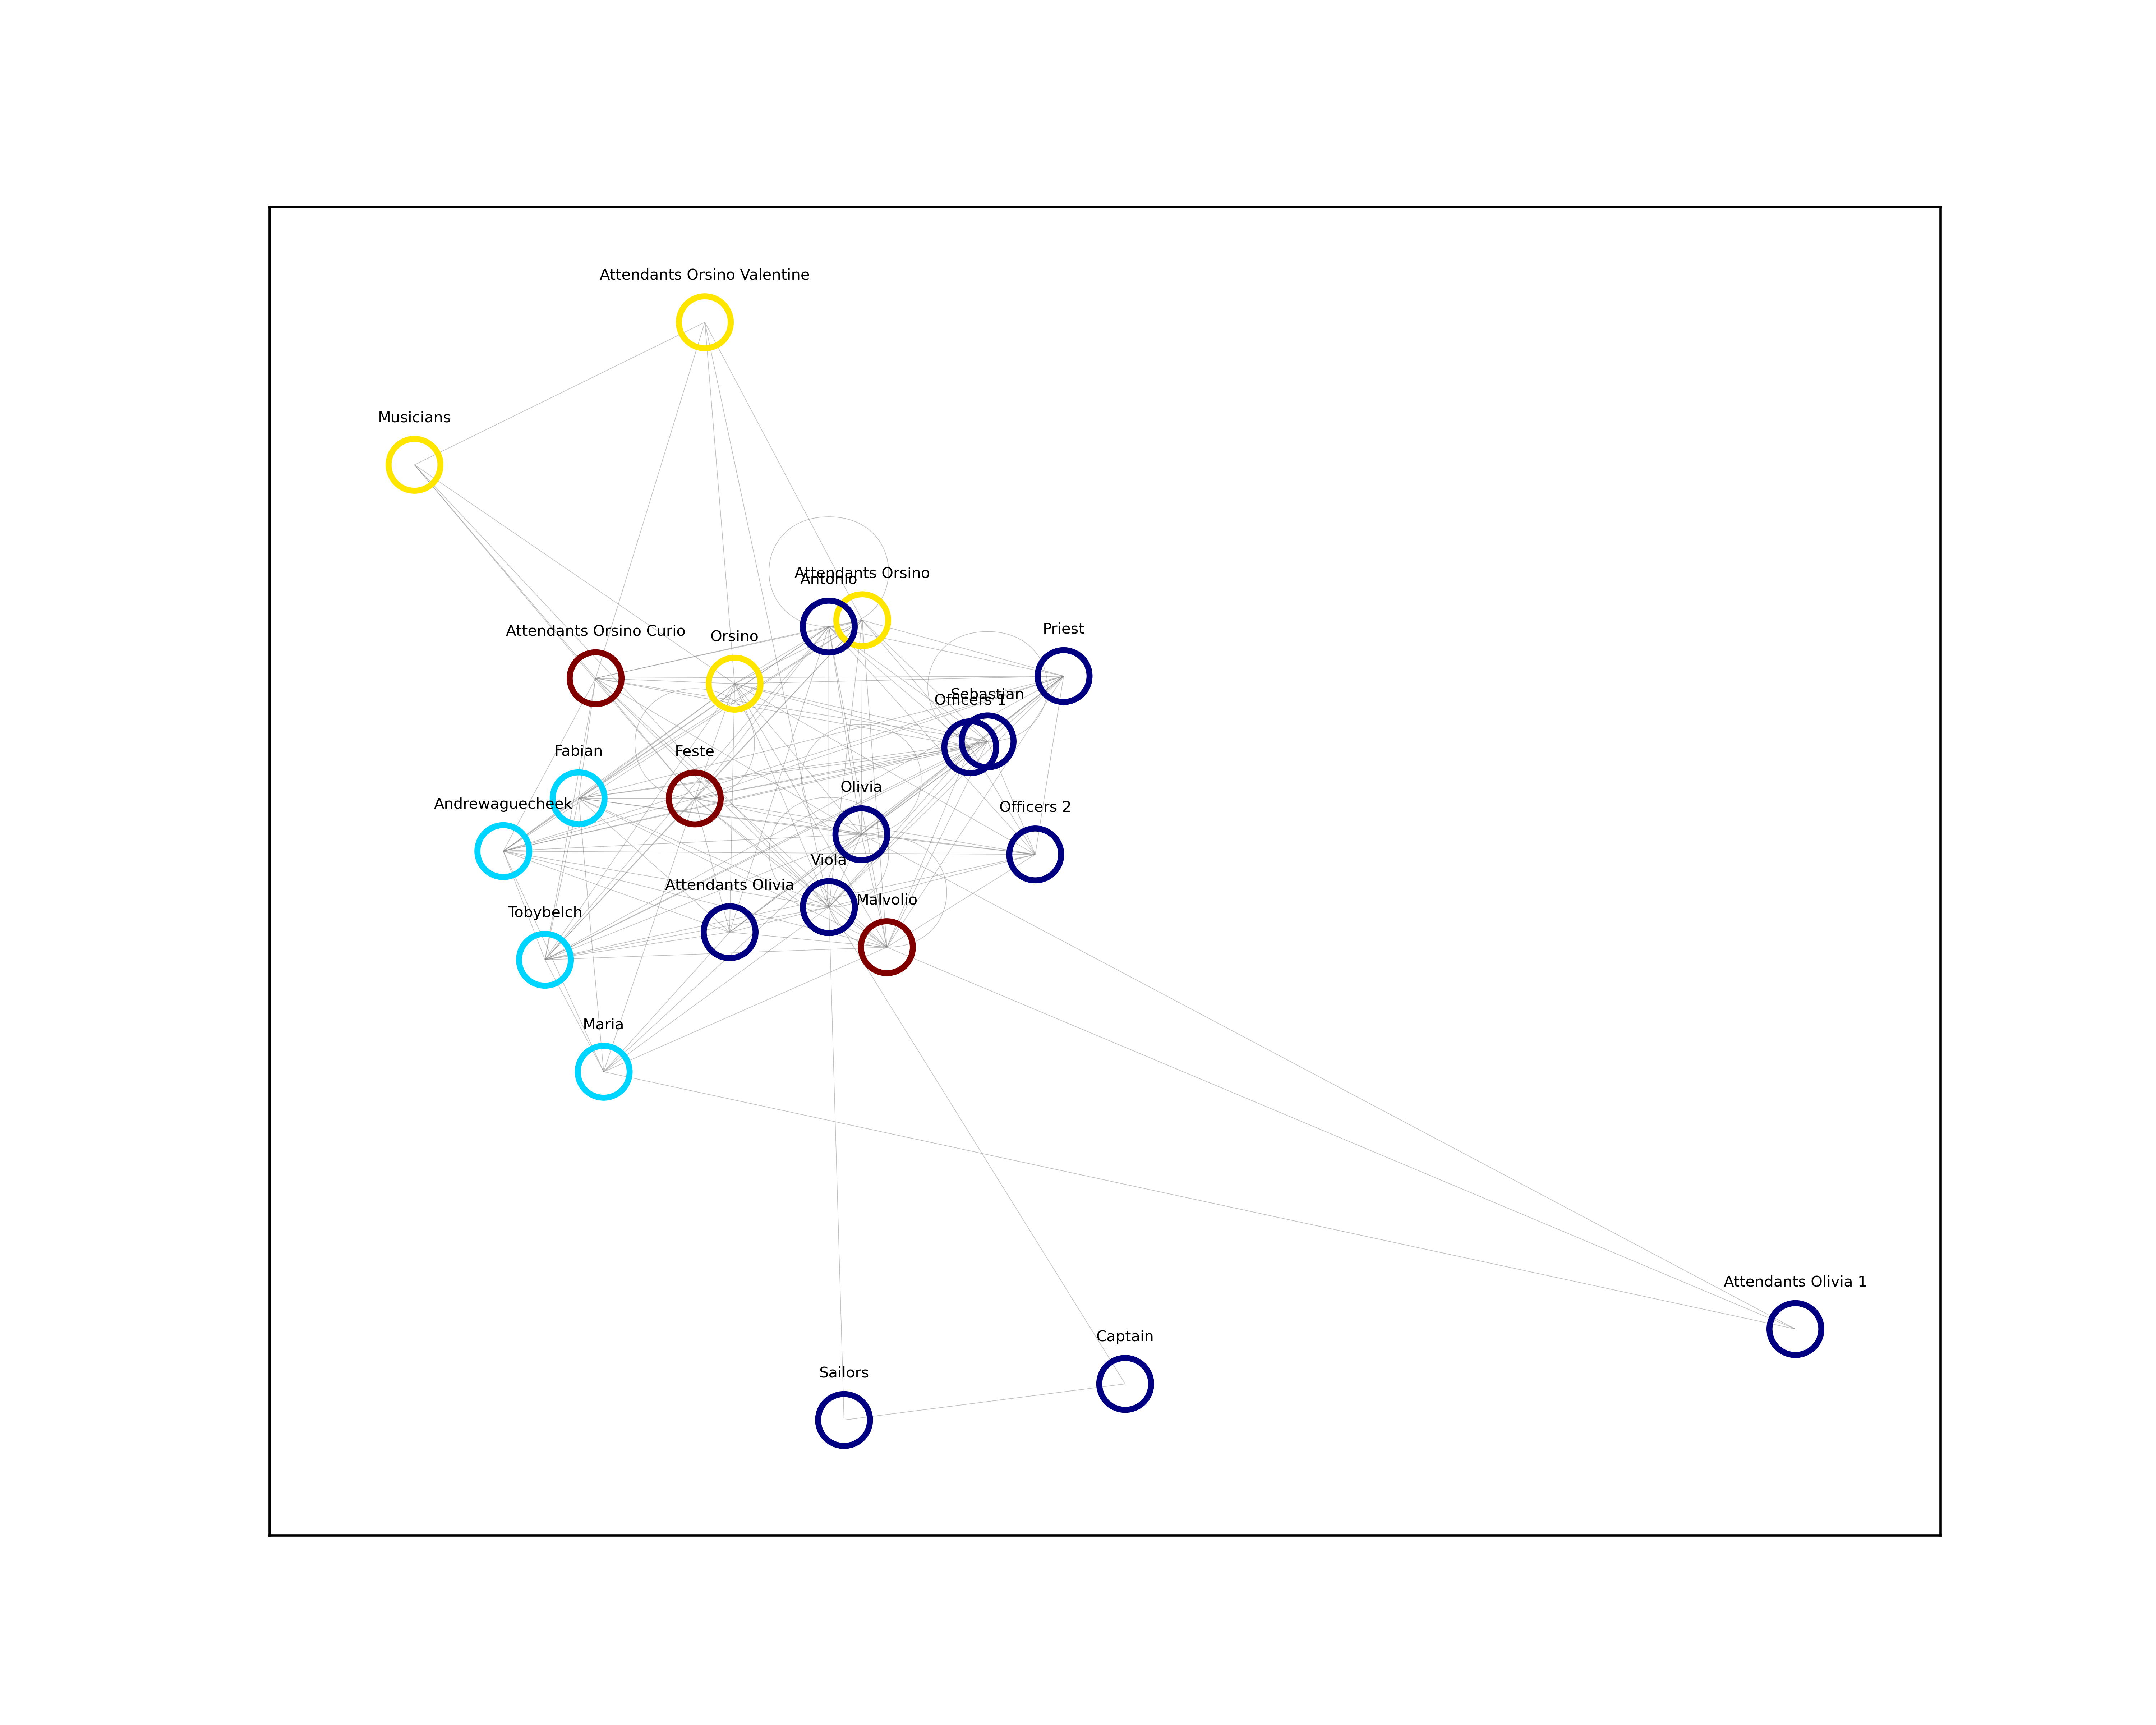 Attendants Orsino Valentine
Musicians
Attendants Orsino
Antonio
Priest
Attendants Orsino Curio
Orsino
Sebastian
Officers 1
Fabian
Feste
Olivia
Andrewaguecheek
Officers 2
Viola
Attendants Olivia
Malvolio
Tobybelch
Maria
Attendants Olivia 1
Captain
Sailors